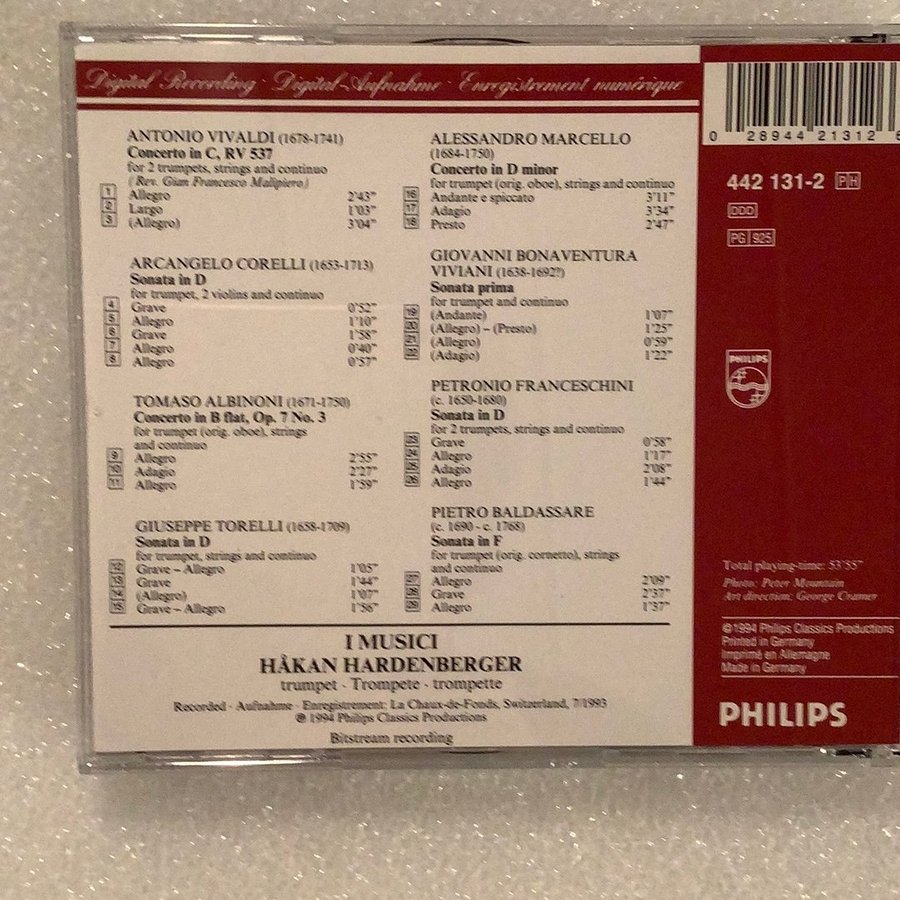 Digital Recording · Digital-Aufnahme · Enregistrement numérique
ANTONIO VIVALDI (1678-1741)
Concerto in C, RV 537
for 2 trumpets, strings and continuo
(Rev. Gian Francesco Malipiero)
1 Allegro 2'43"
2 Largo 1'03"
3 (Allegro) 3'04"
ARCANGELO CORELLI (1653-1713)
Sonata in D
for trumpet, 2 violins and continuo
4 Grave 0'52"
5 Allegro 1'10"
6 Grave 1'58"
7 Allegro 0'40"
8 Allegro 0'57"
TOMASO ALBINONI (1671-1750)
Concerto in B flat, Op. 7 No. 3
for trumpet (orig. oboe), strings
and continuo
9 Allegro 2'55"
10 Adagio 2'27"
11 Allegro 1'59"
GIUSEPPE TORELLI (1658-1709)
Sonata in D
for trumpet, strings and continuo
12 Grave – Allegro 1'05"
13 Grave 1'44"
14 (Allegro) 1'07"
15 Grave – Allegro 1'56"
ALESSANDRO MARCELLO
(1684-1750)
Concerto in D minor
for trumpet (orig. oboe), strings and continuo
16 Andante e spiccato 3'11"
17 Adagio 3'34"
18 Presto 2'47"
GIOVANNI BONAVENTURA
VIVIANI (1638-1692?)
Sonata prima
for trumpet and continuo
19 (Andante) 1'07"
20 (Allegro) – (Presto) 1'25"
21 (Allegro) 0'59"
22 (Adagio) 1'22"
PETRONIO FRANCESCHINI
(c. 1650-1680)
Sonata in D
for 2 trumpets, strings and continuo
23 Grave 0'58"
24 Allegro 1'17"
25 Adagio 2'08"
26 Allegro 1'44"
PIETRO BALDASSARE
(c. 1690 - c. 1768)
Sonata in F
for trumpet (orig. cornetto), strings
and continuo
27 Allegro 2'09"
28 Grave 2'37"
29 Allegro 1'37"
I MUSICI
HÅKAN HARDENBERGER
trumpet · Trompete · trompette
Recorded · Aufnahme · Enregistrement: La Chaux-de-Fonds, Switzerland, 7/1993
℗ 1994 Philips Classics Productions
Bitstream recording
0 28944 21312 6
442 131-2 PH
DDD
PG 925
PHILIPS
Total playing-time: 53'55"
Photo: Peter Mountain
Art direction: George Cramer
©1994 Philips Classics Productions
Printed in Germany
Imprimé en Allemagne
Made in Germany
PHILIPS